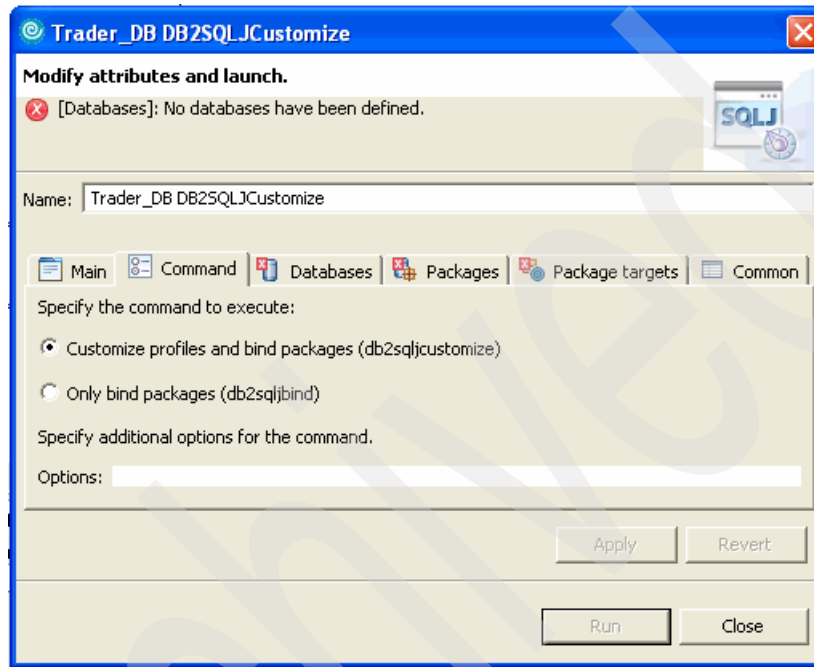 Trader_DB DB2SQLJCustomize
Modify attributes and launch.
[Databases]: No databases have been defined.
SQLJ
Name: Trader_DB DB2SQLJCustomize
Main Command Databases Packages Package targets Common
Specify the command to execute:
Customize profiles and bind packages (db2sqljcustomize)
Only bind packages (db2sqljbind)
Specify additional options for the command.
Options:
Apply Revert
Run Close